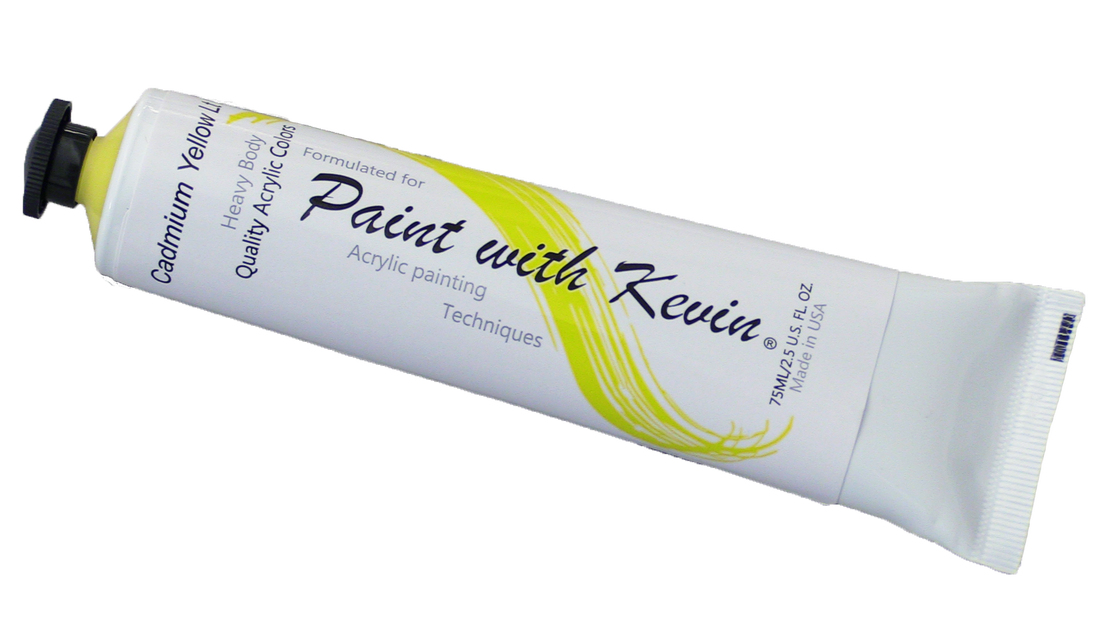 Cadmium Yellow Lt
Heavy Body
Quality Acrylic Colors
Formulated for
Paint with Kevin®
Acrylic painting
Techniques
75ML/2.5 U.S. FL. OZ
Made in USA